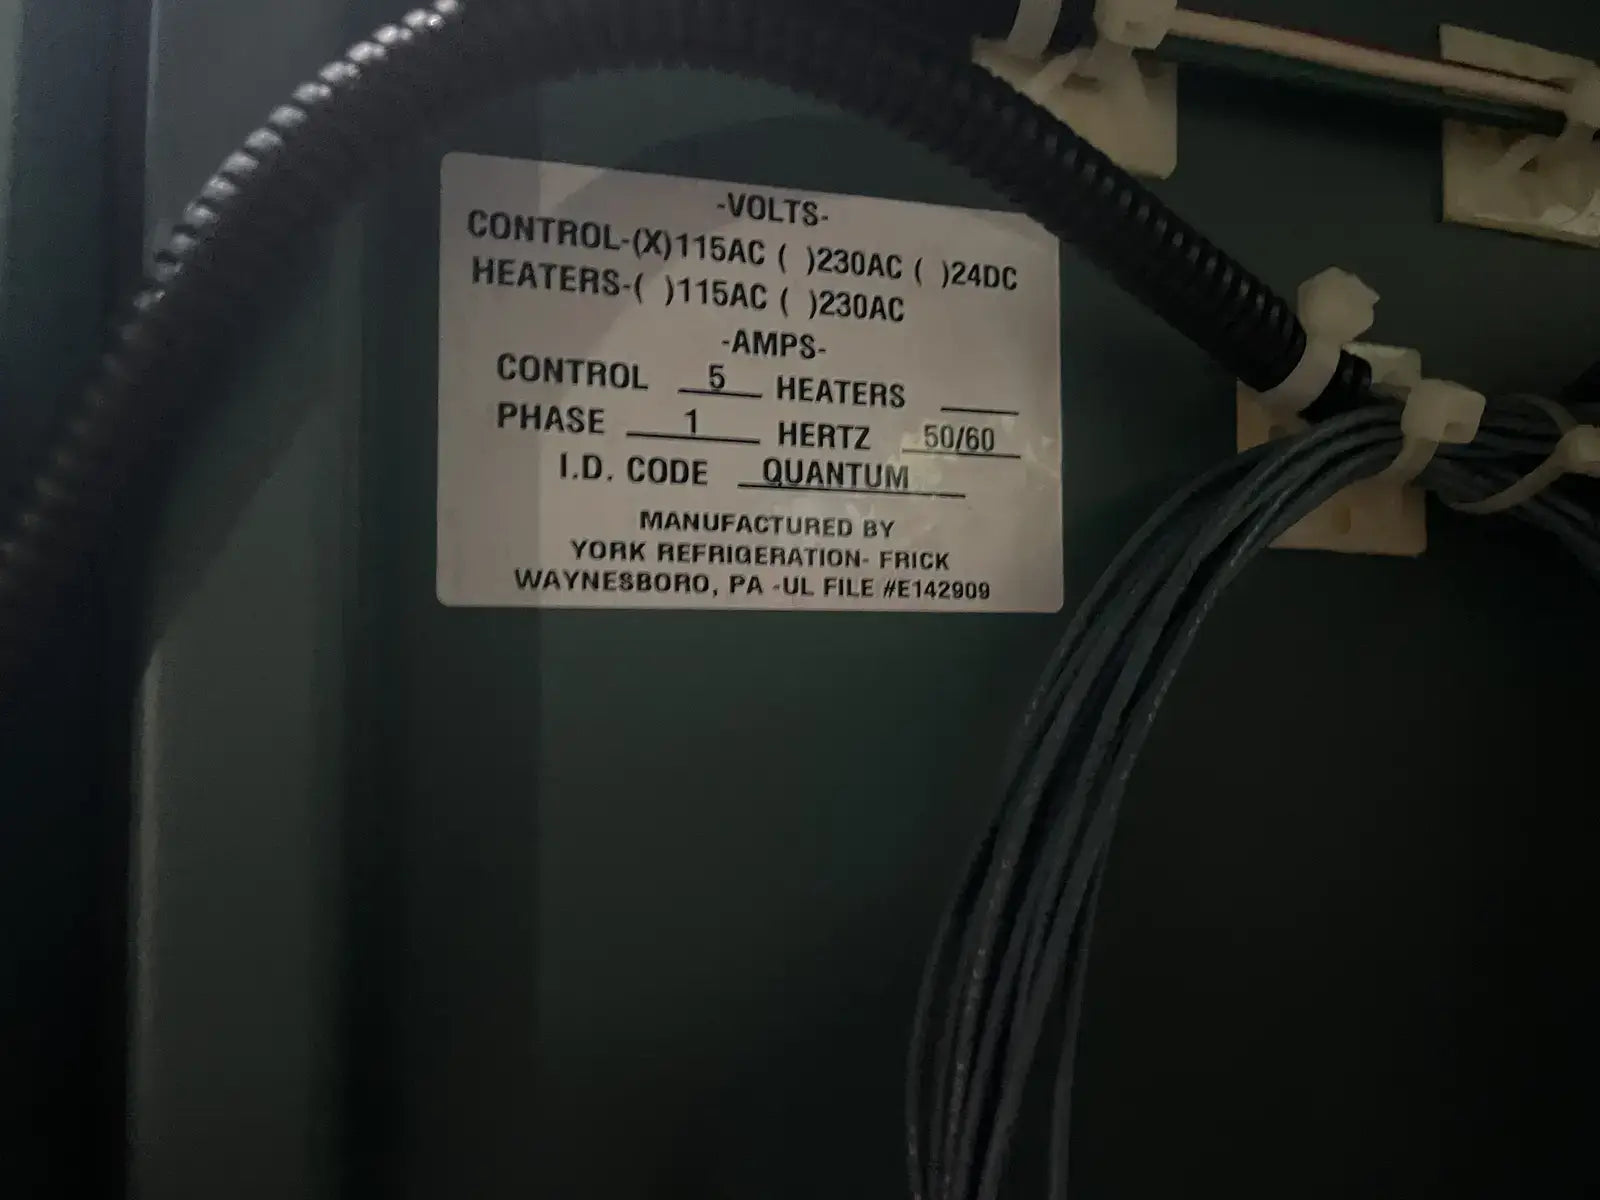 -VOLTS-
CONTROL-(X)115AC ( )230AC ( )24DC
HEATERS-( )115AC ( )230AC
-AMPS-
CONTROL 5 HEATERS ____
PHASE 1 HERTZ 50/60
I.D. CODE QUANTUM
MANUFACTURED BY
YORK REFRIGERATION- FRICK
WAYNESBORO, PA -UL FILE #E142909